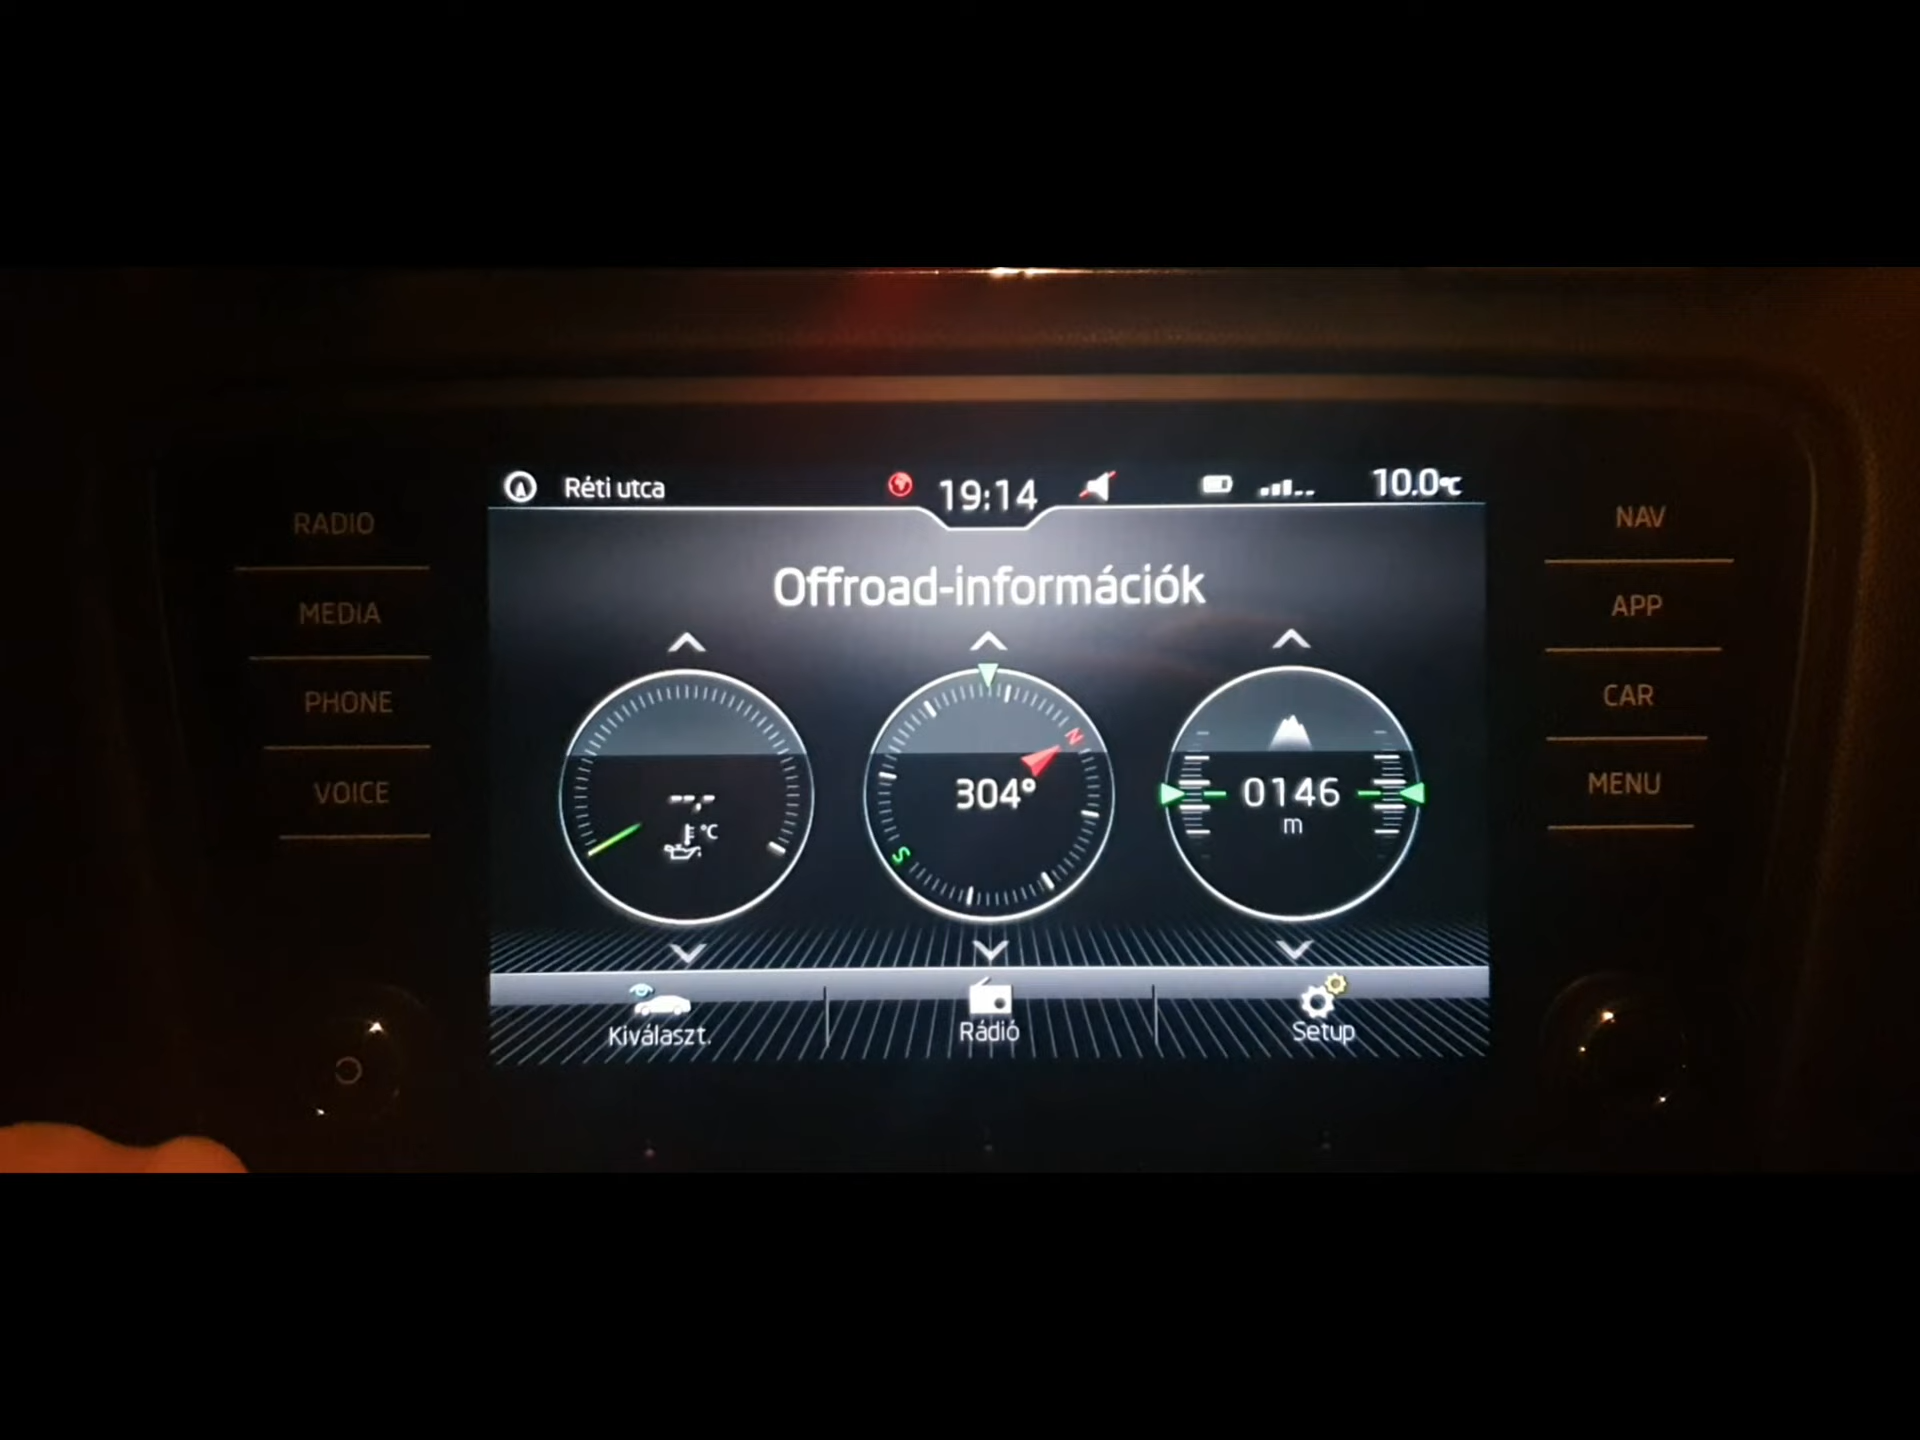 Réti utca 19:14 10.0°C
RADIO
MEDIA
PHONE
VOICE
Offroad-információk
--,-
°C
N
304°
S
0146
m
Kiválaszt.
Rádió
Setup
NAV
APP
CAR
MENU